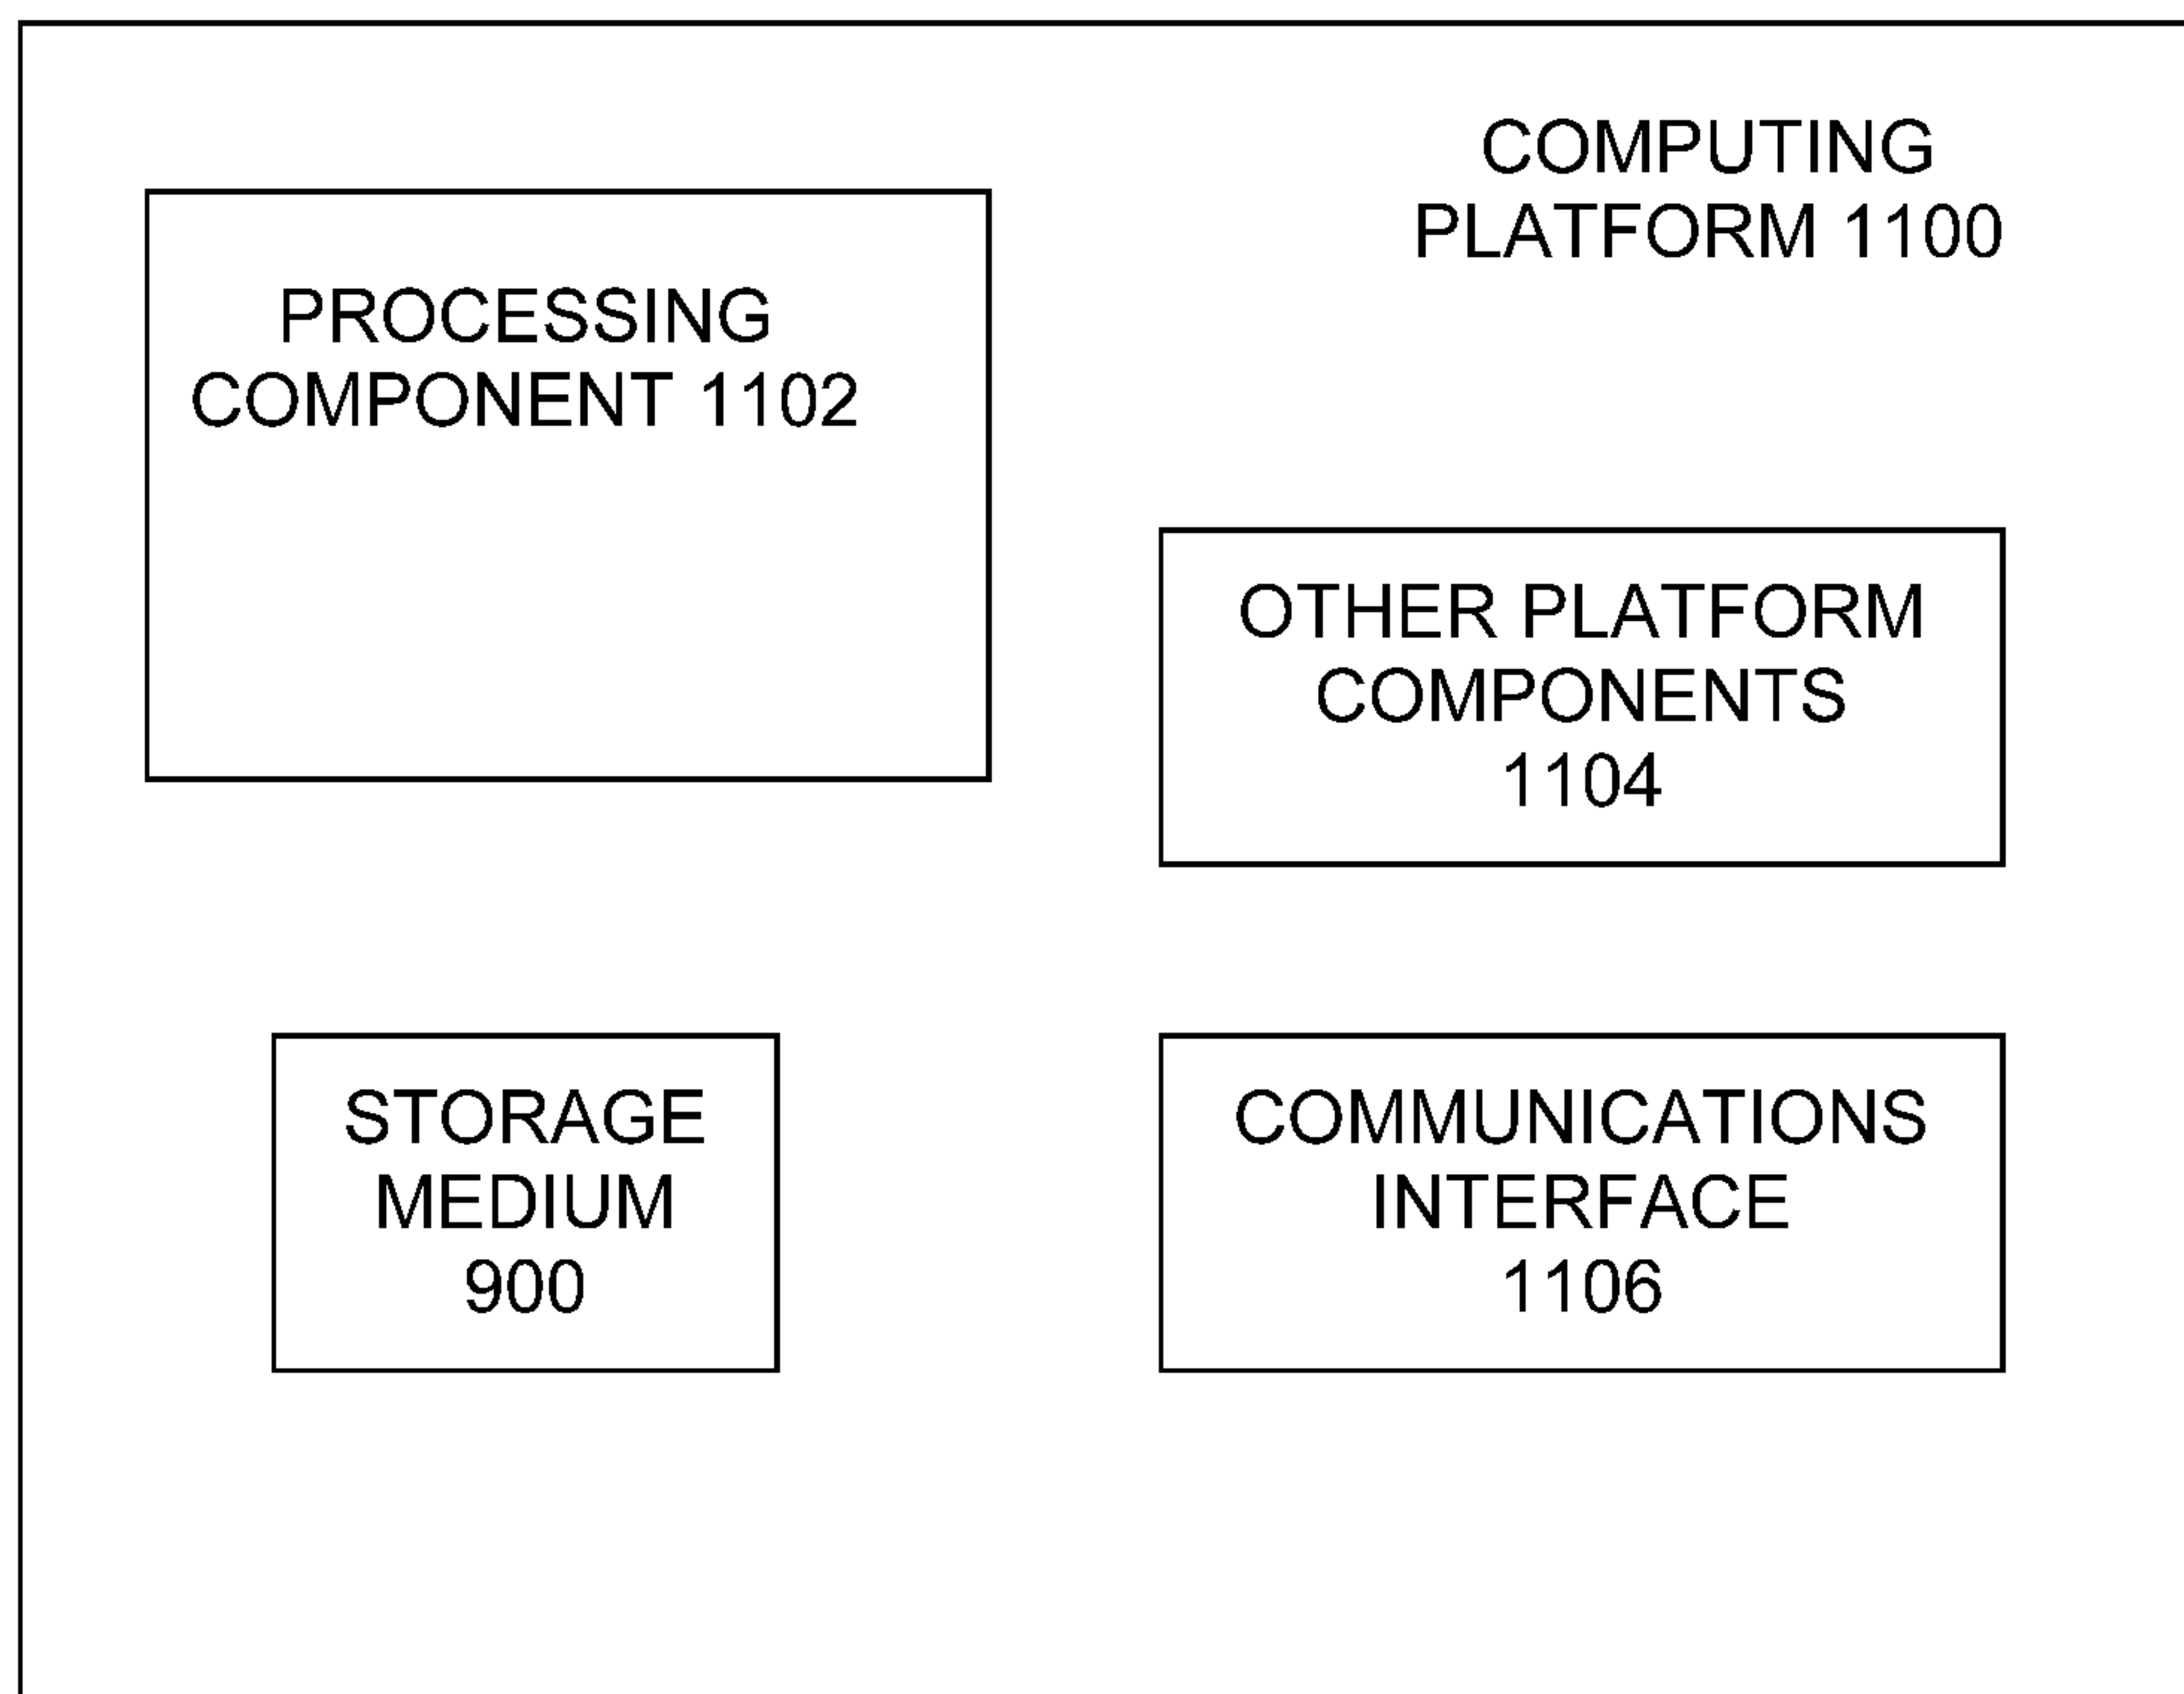 COMPUTING
PLATFORM 1100
PROCESSING
COMPONENT 1102
OTHER PLATFORM
COMPONENTS
1104
STORAGE
MEDIUM
900
COMMUNICATIONS
INTERFACE
1106